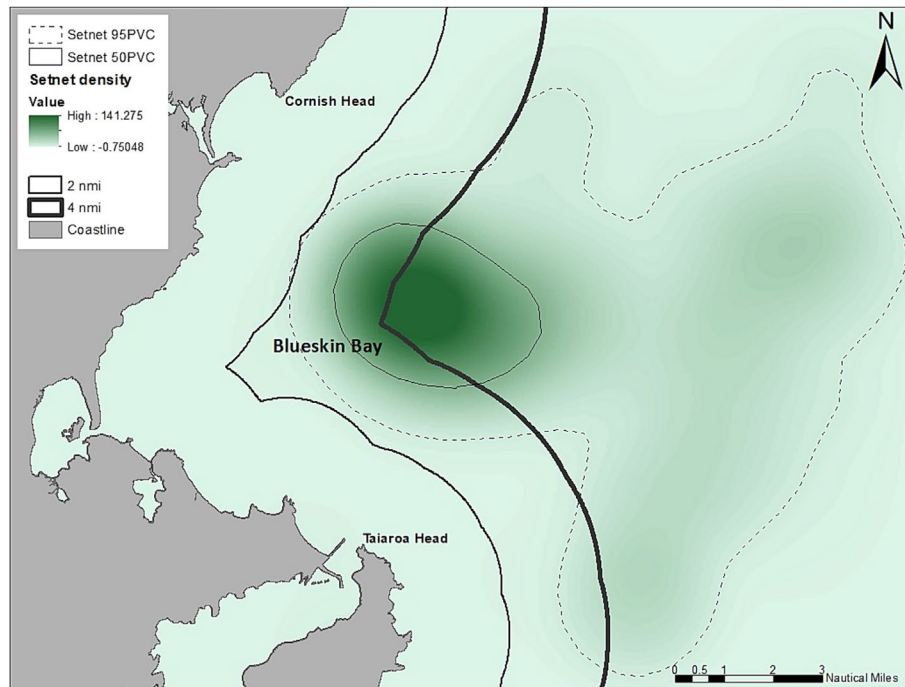 Setnet 95PVC
Setnet 50PVC
Setnet density
Value
High : 141.275
Low : -0.75048
2 nmi
4 nmi
Coastline
N
Cornish Head
Blueskin Bay
Taiaroa Head
0 0.5 1 2 3
Nautical Miles